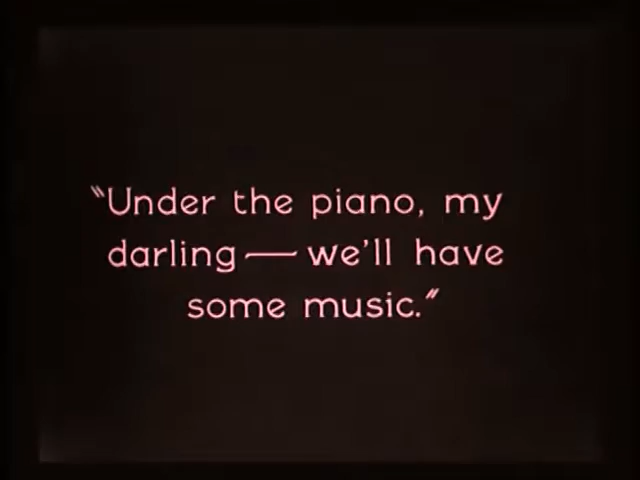 "Under the piano, my
darling — we'll have
some music."